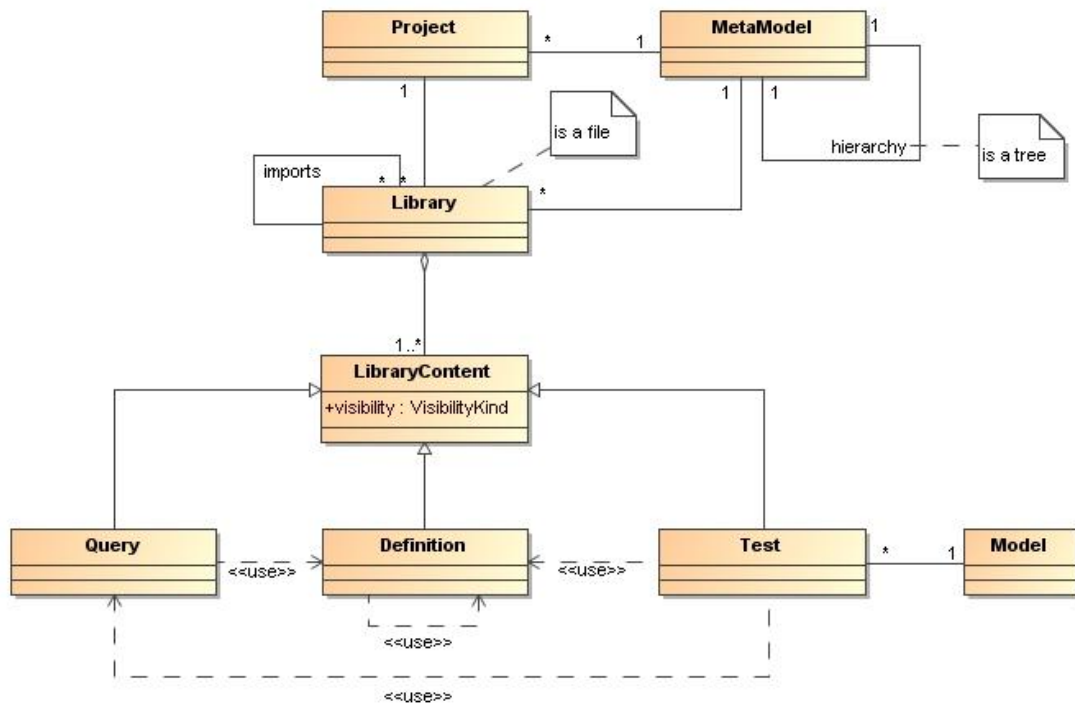 Project
MetaModel
*
1
1
1
1
1
is a file
hierarchy
is a tree
imports
*
*
*
Library
1..*
LibraryContent
+visibility : VisibilityKind
Query
Definition
Test
*
1
Model
<<use>>
<<use>>
<<use>>
<<use>>